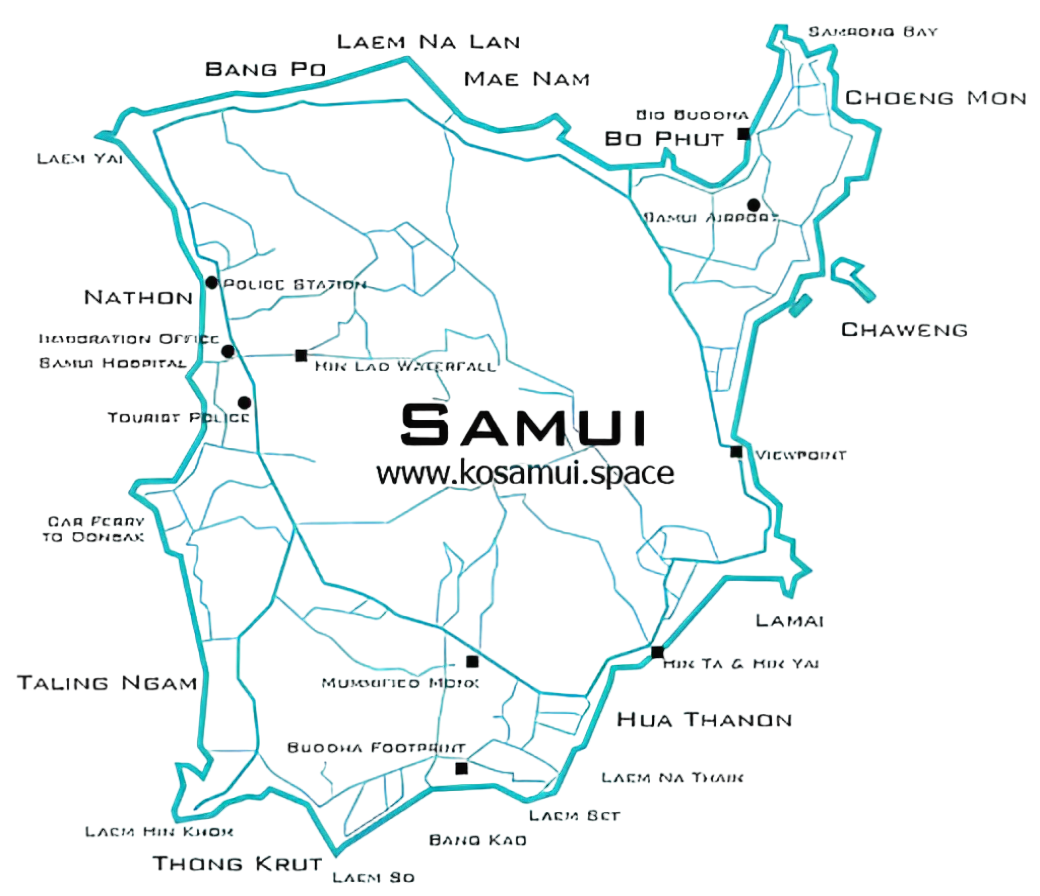 Samrong Bay
Laem Na Lan
Bang Po
Mae Nam
Choeng Mon
Big Buddha
Bo Phut
Laem Yai
Samui Airport
Police Station
Nathon
Chaweng
Immigration Office
Samui Hospital
Hin Lad Waterfall
Tourist Police
Samui
www.kosamui.space
Viewpoint
Car Ferry
to Donsak
Lamai
Hin Ta & Hin Yai
Taling Ngam
Mummified Monk
Hua Thanon
Buddha Footprint
Laem Na Thain
Laem Set
Laem Hin Khom
Bang Kao
Thong Krut
Laem So